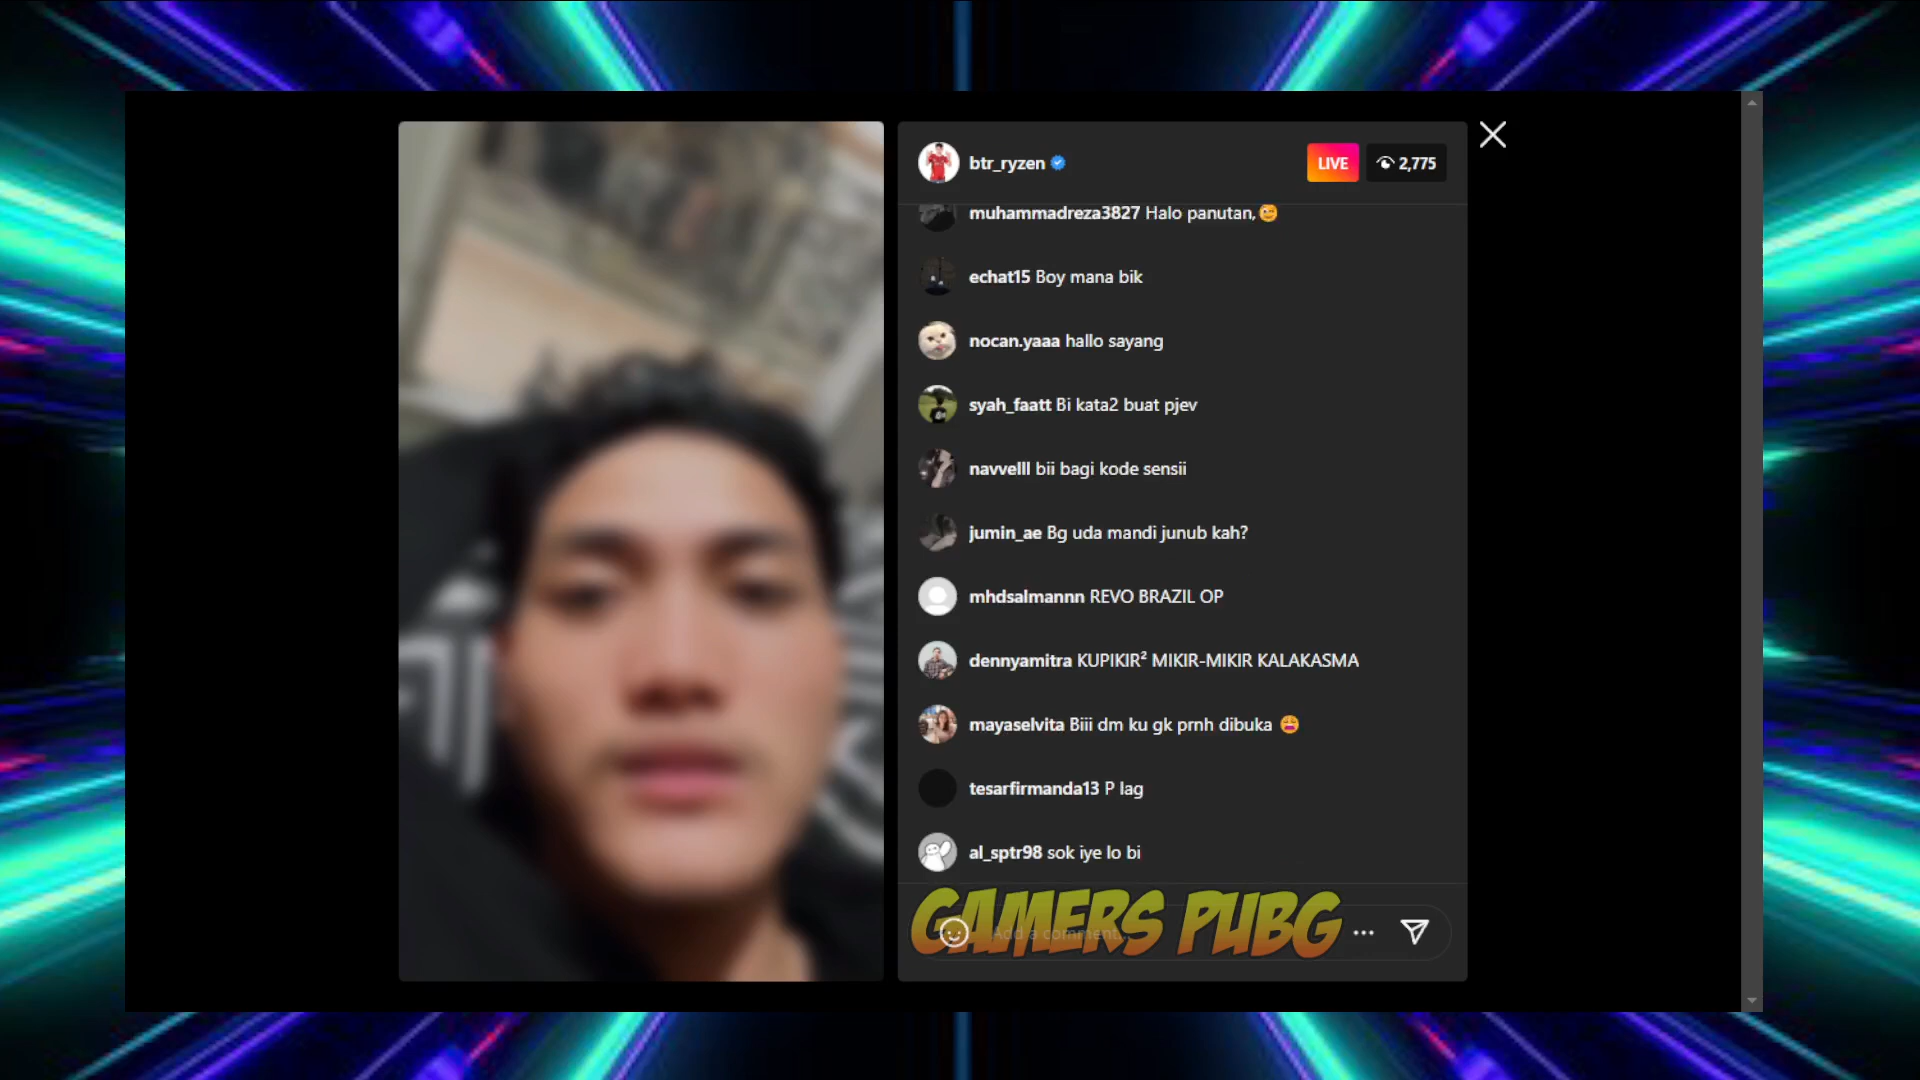 btr_ryzen
LIVE 2,775
muhammadreza3827 Halo panutan,😉
echat15 Boy mana bik
nocan.yaaa hallo sayang
syah_faatt Bi kata2 buat pjev
navvelll bii bagi kode sensii
jumin_ae Bg uda mandi junub kah?
mhdsalmannn REVO BRAZIL OP
dennyamitra KUPIKIR² MIKIR-MIKIR KALAKASMA
mayaselvita Biii dm ku gk prnh dibuka 😩
tesarfirmanda13 P lag
al_sptr98 sok iye lo bi
GAMERS PUBG
Add a comment...